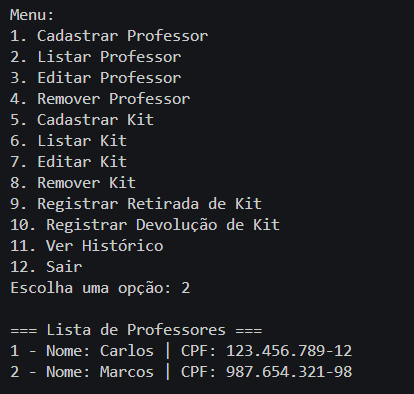 Menu:
1. Cadastrar Professor
2. Listar Professor
3. Editar Professor
4. Remover Professor
5. Cadastrar Kit
6. Listar Kit
7. Editar Kit
8. Remover Kit
9. Registrar Retirada de Kit
10. Registrar Devolução de Kit
11. Ver Histórico
12. Sair
Escolha uma opção: 2
=== Lista de Professores ===
1 - Nome: Carlos | CPF: 123.456.789-12
2 - Nome: Marcos | CPF: 987.654.321-98